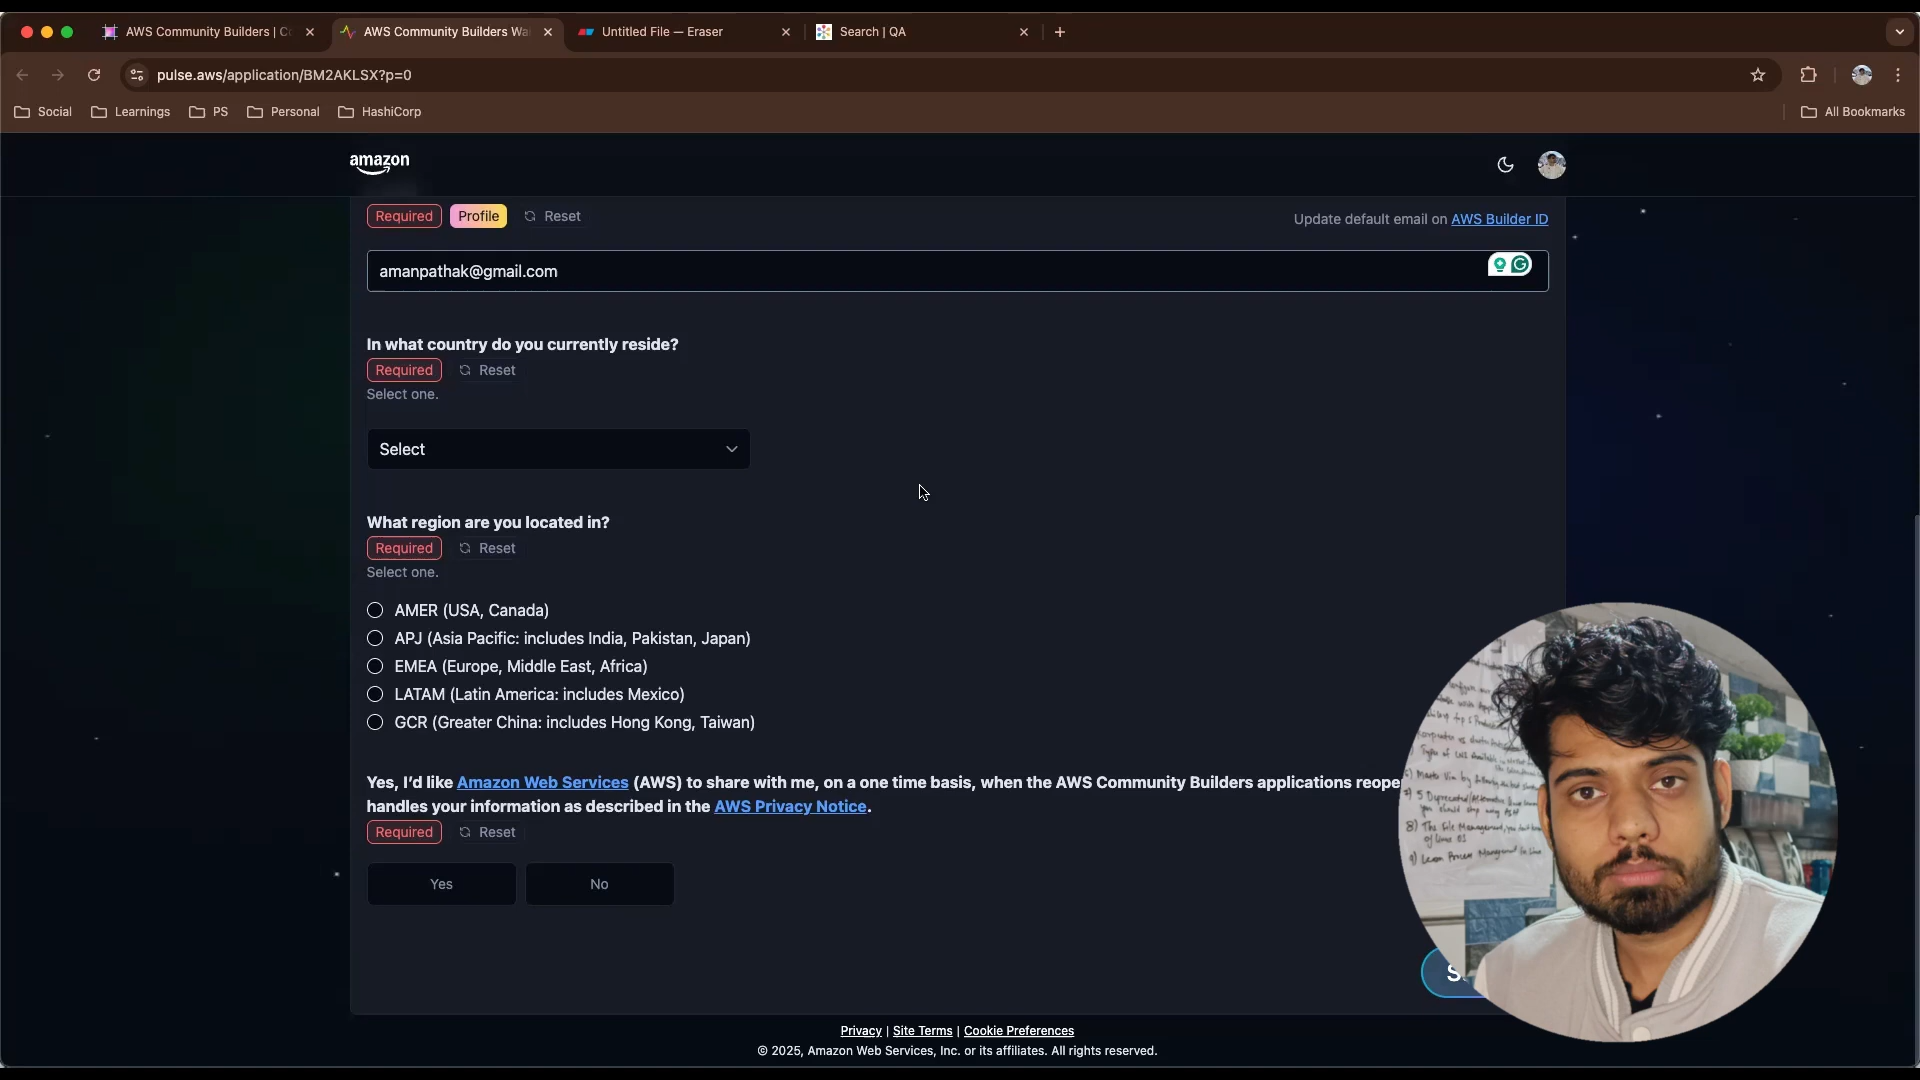 AWS Community Builders | C
AWS Community Builders Wa
Untitled File — Eraser
Search | QA
pulse.aws/application/BM2AKLSX?p=0
Social
Learnings
PS
Personal
HashiCorp
All Bookmarks
amazon
Required
Profile
Reset
Update default email on AWS Builder ID
amanpathak@gmail.com
In what country do you currently reside?
Required
Reset
Select one.
Select
What region are you located in?
Required
Reset
Select one.
AMER (USA, Canada)
APJ (Asia Pacific: includes India, Pakistan, Japan)
EMEA (Europe, Middle East, Africa)
LATAM (Latin America: includes Mexico)
GCR (Greater China: includes Hong Kong, Taiwan)
Yes, I'd like Amazon Web Services (AWS) to share with me, on a one time basis, when the AWS Community Builders applications reope
handles your information as described in the AWS Privacy Notice.
Required
Reset
Yes
No
Privacy | Site Terms | Cookie Preferences
© 2025, Amazon Web Services, Inc. or its affiliates. All rights reserved.